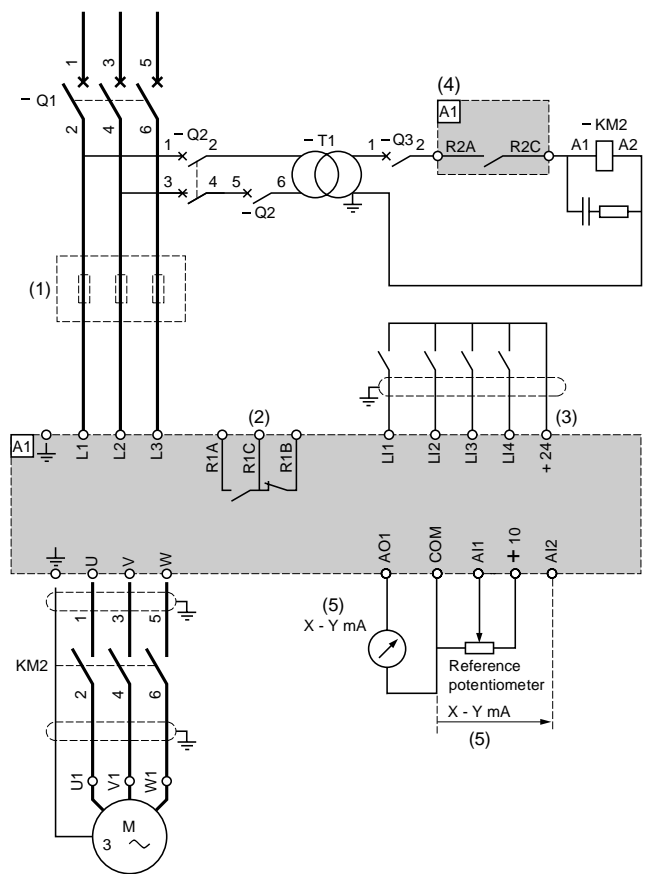 1 3 5
– Q1
2 4 6
(4)
A1
– Q2
1 2
– T1
1 – Q3 2
R2A R2C
– KM2
A1 A2
3 4 5 6
– Q2
(1)
(2)
(3)
A1
L1 L2 L3
R1A R1C R1B
LI1 LI2 LI3 LI4 + 24
U V W
AO1 COM AI1 + 10 AI2
(5)
X - Y mA
1 3 5
KM2
2 4 6
Reference
potentiometer
X - Y mA
(5)
U1 V1 W1
M
3